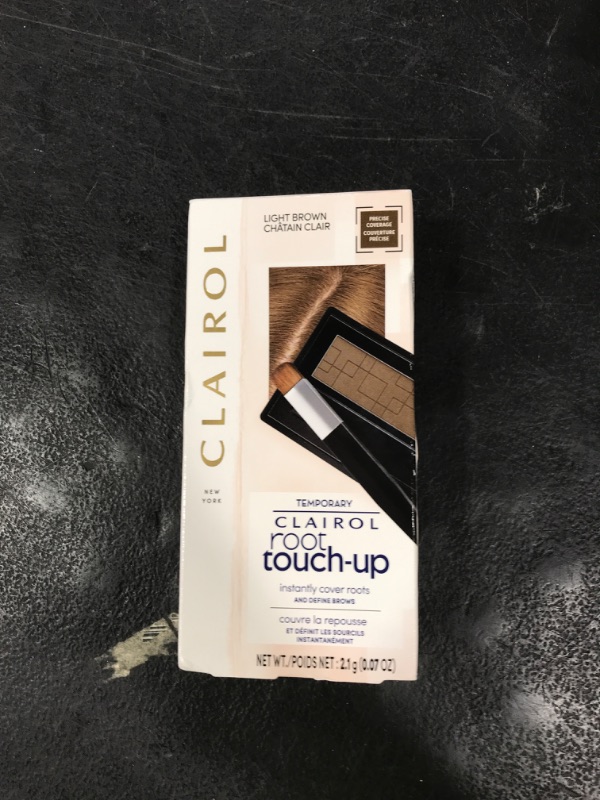 CLAIROL
NEW
YORK
LIGHT BROWN
CHÂTAIN CLAIR
PRECISE
COVERAGE
COUVERTURE
PRÉCISE
TEMPORARY
CLAIROL
root
touch-up
instantly cover roots
AND DEFINE BROWS
couvre la repousse
ET DÉFINIT LES SOURCILS
INSTANTANÉMENT
NET WT./POIDS NET : 2.1 g (0.07 OZ)